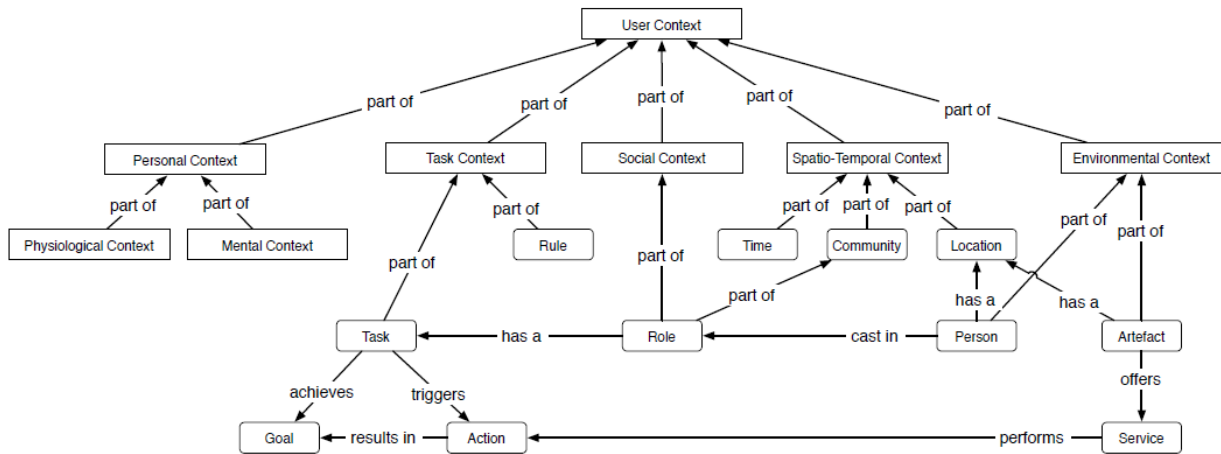 User Context
part of
part of
part of
part of
part of
Personal Context
Task Context
Social Context
Spatio-Temporal Context
Environmental Context
part of
part of
part of
part of
part of
part of
part of
part of
Physiological Context
Mental Context
Rule
Time
Community
Location
part of
part of
part of
has a
has a
Task
has a
Role
cast in
Person
Artefact
achieves
triggers
offers
Goal
results in
Action
performs
Service